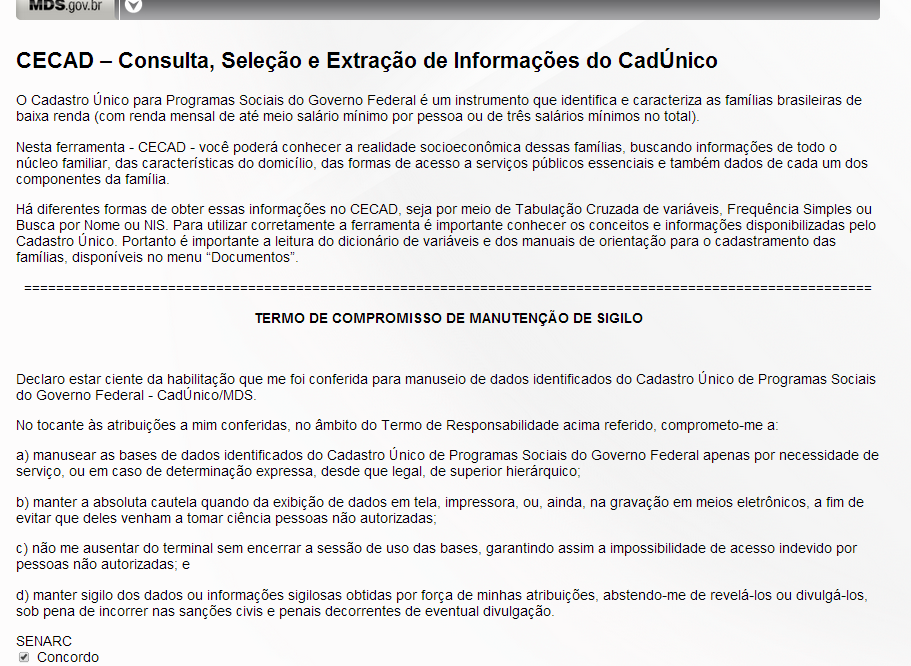 MDS.gov.br
CECAD – Consulta, Seleção e Extração de Informações do CadÚnico
O Cadastro Único para Programas Sociais do Governo Federal é um instrumento que identifica e caracteriza as famílias brasileiras de
baixa renda (com renda mensal de até meio salário mínimo por pessoa ou de três salários mínimos no total).
Nesta ferramenta - CECAD - você poderá conhecer a realidade socioeconômica dessas famílias, buscando informações de todo o
núcleo familiar, das características do domicílio, das formas de acesso a serviços públicos essenciais e também dados de cada um dos
componentes da família.
Há diferentes formas de obter essas informações no CECAD, seja por meio de Tabulação Cruzada de variáveis, Frequência Simples ou
Busca por Nome ou NIS. Para utilizar corretamente a ferramenta é importante conhecer os conceitos e informações disponibilizadas pelo
Cadastro Único. Portanto é importante a leitura do dicionário de variáveis e dos manuais de orientação para o cadastramento das
famílias, disponíveis no menu “Documentos”.
==========================================================================================================
TERMO DE COMPROMISSO DE MANUTENÇÃO DE SIGILO
Declaro estar ciente da habilitação que me foi conferida para manuseio de dados identificados do Cadastro Único de Programas Sociais
do Governo Federal - CadÚnico/MDS.
No tocante às atribuições a mim conferidas, no âmbito do Termo de Responsabilidade acima referido, comprometo-me a:
a) manusear as bases de dados identificados do Cadastro Único de Programas Sociais do Governo Federal apenas por necessidade de
serviço, ou em caso de determinação expressa, desde que legal, de superior hierárquico;
b) manter a absoluta cautela quando da exibição de dados em tela, impressora, ou, ainda, na gravação em meios eletrônicos, a fim de
evitar que deles venham a tomar ciência pessoas não autorizadas;
c) não me ausentar do terminal sem encerrar a sessão de uso das bases, garantindo assim a impossibilidade de acesso indevido por
pessoas não autorizadas; e
d) manter sigilo dos dados ou informações sigilosas obtidas por força de minhas atribuições, abstendo-me de revelá-los ou divulgá-los,
sob pena de incorrer nas sanções civis e penais decorrentes de eventual divulgação.
SENARC
Concordo